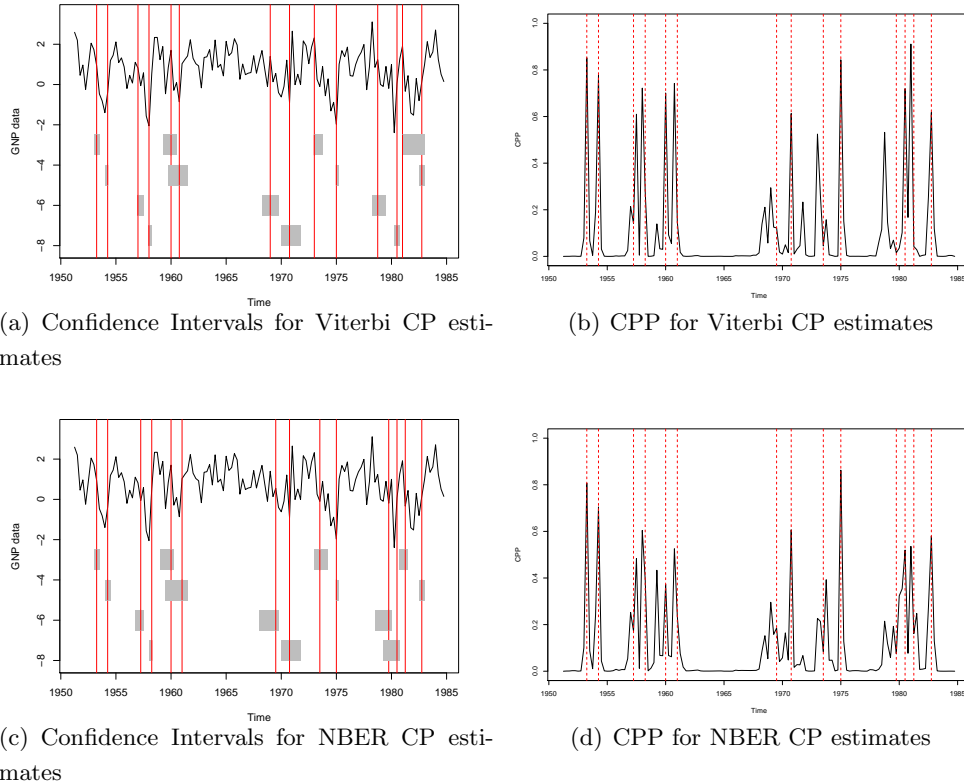 GNP data
2
0
−2
−4
−6
−8
1950 1955 1960 1965 1970 1975 1980 1985
Time
(a) Confidence Intervals for Viterbi CP esti-
mates
CPP
1.0
0.8
0.6
0.4
0.2
0.0
1950 1955 1960 1965 1970 1975 1980 1985
Time
(b) CPP for Viterbi CP estimates
GNP data
2
0
−2
−4
−6
−8
1950 1955 1960 1965 1970 1975 1980 1985
Time
(c) Confidence Intervals for NBER CP esti-
mates
CPP
1.0
0.8
0.6
0.4
0.2
0.0
1950 1955 1960 1965 1970 1975 1980 1985
Time
(d) CPP for NBER CP estimates